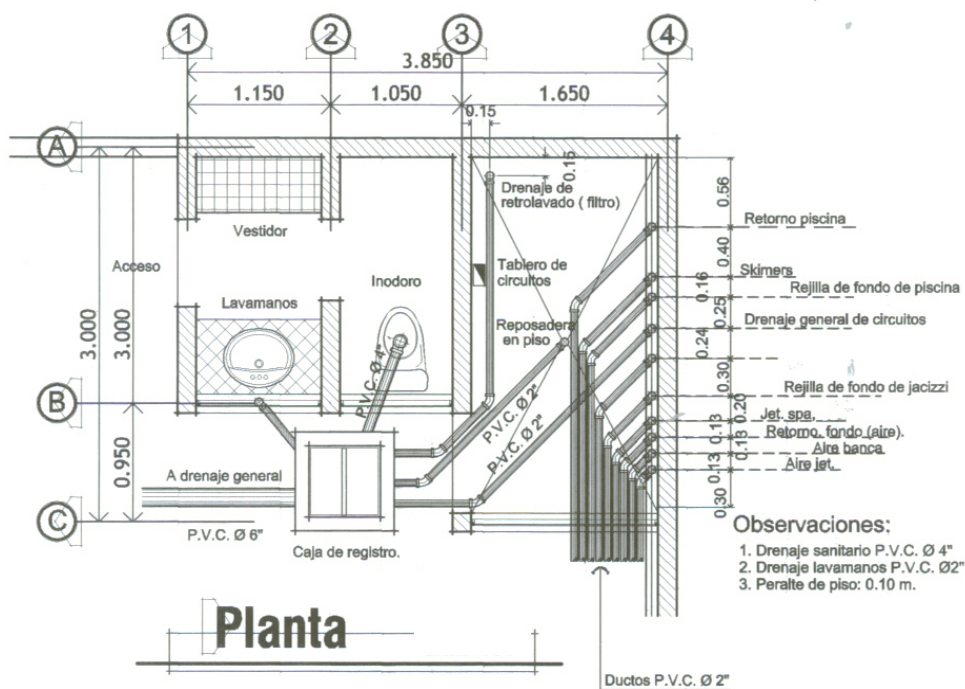 1
2
3
4
3.850
1.150
1.050
1.650
0.15
A
0.15
Drenaje de
retrolavado ( filtro)
0.56
Retorno piscina
Vestidor
0.40
Acceso
Inodoro
Tablero de
circuitos
Skimers
0.16
Rejilla de fondo de piscina
0.25
Lavamanos
3.000
3.000
Reposadera
en piso
Drenaje general de circuitos
0.24
P.V.C. Ø 4"
0.30
Rejilla de fondo de jacizzi
B
P.V.C. Ø 2"
P.V.C. Ø 2"
0.20
Jet. spa.
0.13
Retorno. fondo (aire).
0.13
Aire banca
0.950
A drenaje general
0.13
Aire jet.
0.30
C
P.V.C. Ø 6"
Caja de registro.
Observaciones:
1. Drenaje sanitario P.V.C. Ø 4"
2. Drenaje lavamanos P.V.C. Ø2"
3. Peralte de piso: 0.10 m.
Planta
Ductos P.V.C. Ø 2"